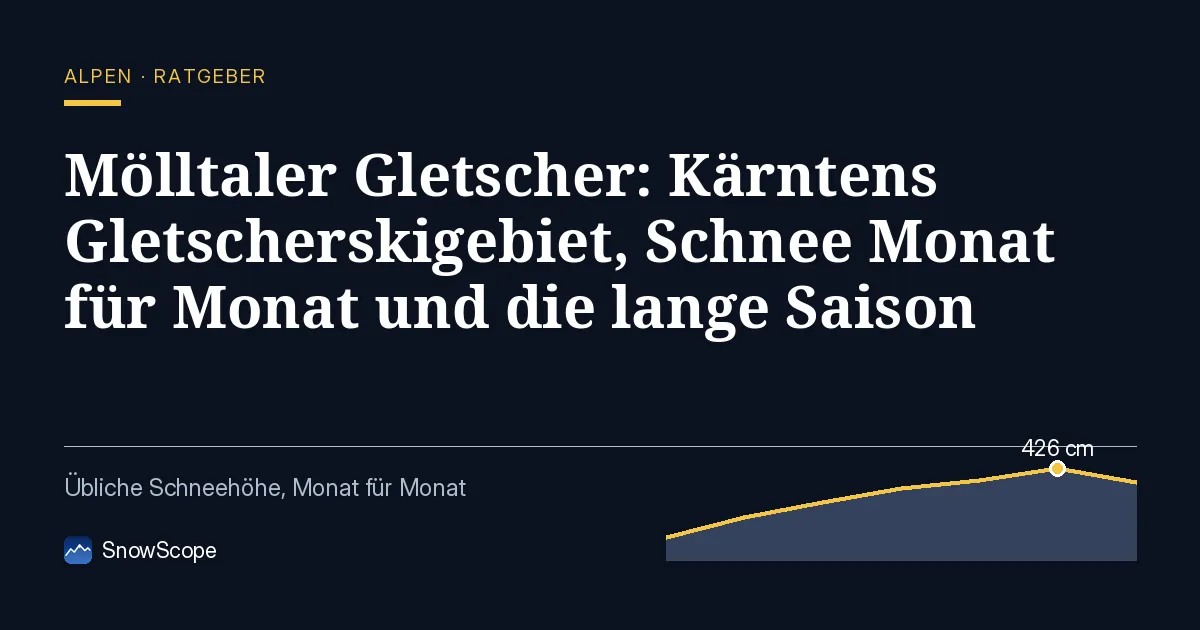 ALPEN · RATGEBER
Mölltaler Gletscher: Kärntens
Gletscherskigebiet, Schnee Monat
für Monat und die lange Saison
426 cm
Übliche Schneehöhe, Monat für Monat
SnowScope